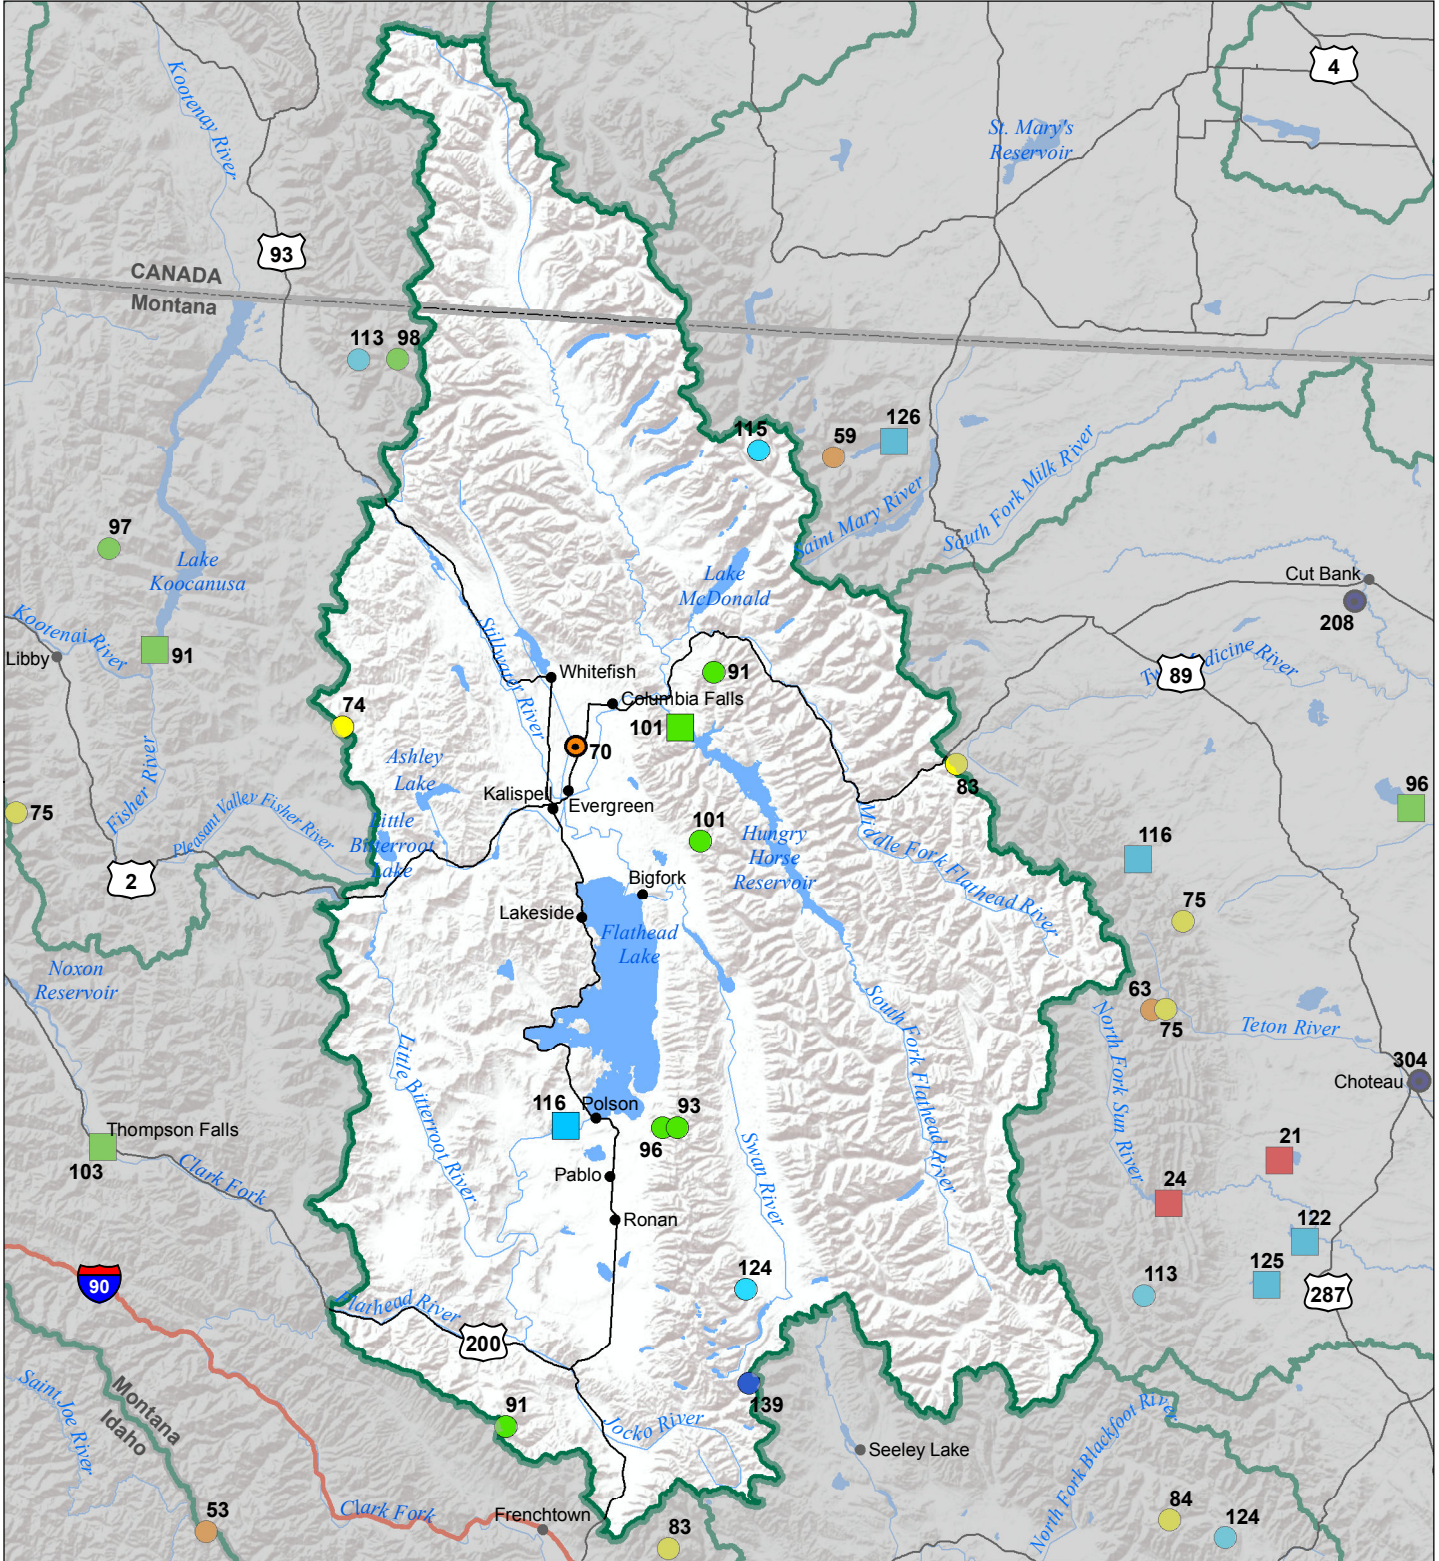 4
Kootenay River
St. Mary's
Reservoir
93
CANADA
Montana
113
98
115
59
126
South Fork Milk River
Saint Mary River
97
Lake
Koocanusa
Lake
McDonald
Cut Bank
208
Kootenai River
Libby
91
Stillwater River
Whitefish
91
89
Columbia Falls
74
101
70
Ashley
Lake
83
96
Kalispell
Evergreen
75
Fisher River
Pleasant Valley Fisher River
Little
Bitterroot
Lake
101
Hungry
Horse
Reservoir
Middle Fork Flathead River
116
2
Bigfork
75
Lakeside
Flathead
Lake
Noxon
Reservoir
South Fork Flathead River
63
75
North Fork Sun River
Teton River
Little Bitterroot River
304
Choteau
116
Polson
93
96
Thompson Falls
103
Clark Fork
Swan River
21
Pablo
24
Ronan
122
90
124
113
125
287
Flathead River
200
Saint Joe River
Montana
Idaho
139
91
Jocko River
Seeley Lake
North Fork Blackfoot River
53
Clark Fork
Frenchtown
83
84
124